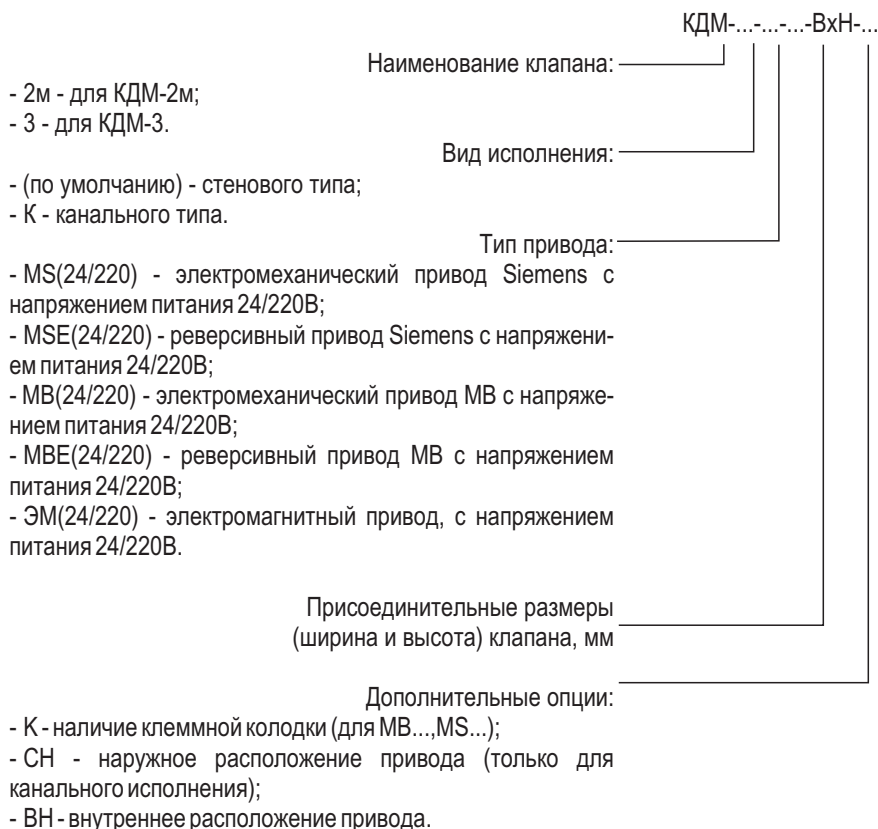 КДМ-...-...-...-ВхН-...
Наименование клапана:
- 2м - для КДМ-2м;
- 3 - для КДМ-3.
Вид исполнения:
- (по умолчанию) - стенового типа;
- К - канального типа.
Тип привода:
- MS(24/220) - электромеханический привод Siemens с
напряжением питания 24/220В;
- MSE(24/220) - реверсивный привод Siemens с напряжени-
ем питания 24/220В;
- МВ(24/220) - электромеханический привод МВ с напряже-
нием питания 24/220В;
- МВЕ(24/220) - реверсивный привод МВ с напряжением
питания 24/220В;
- ЭМ(24/220) - электромагнитный привод, с напряжением
питания 24/220В.
Присоединительные размеры
(ширина и высота) клапана, мм
Дополнительные опции:
- К - наличие клеммной колодки (для МВ...,MS...);
- СН - наружное расположение привода (только для
канального исполнения);
- ВН - внутреннее расположение привода.